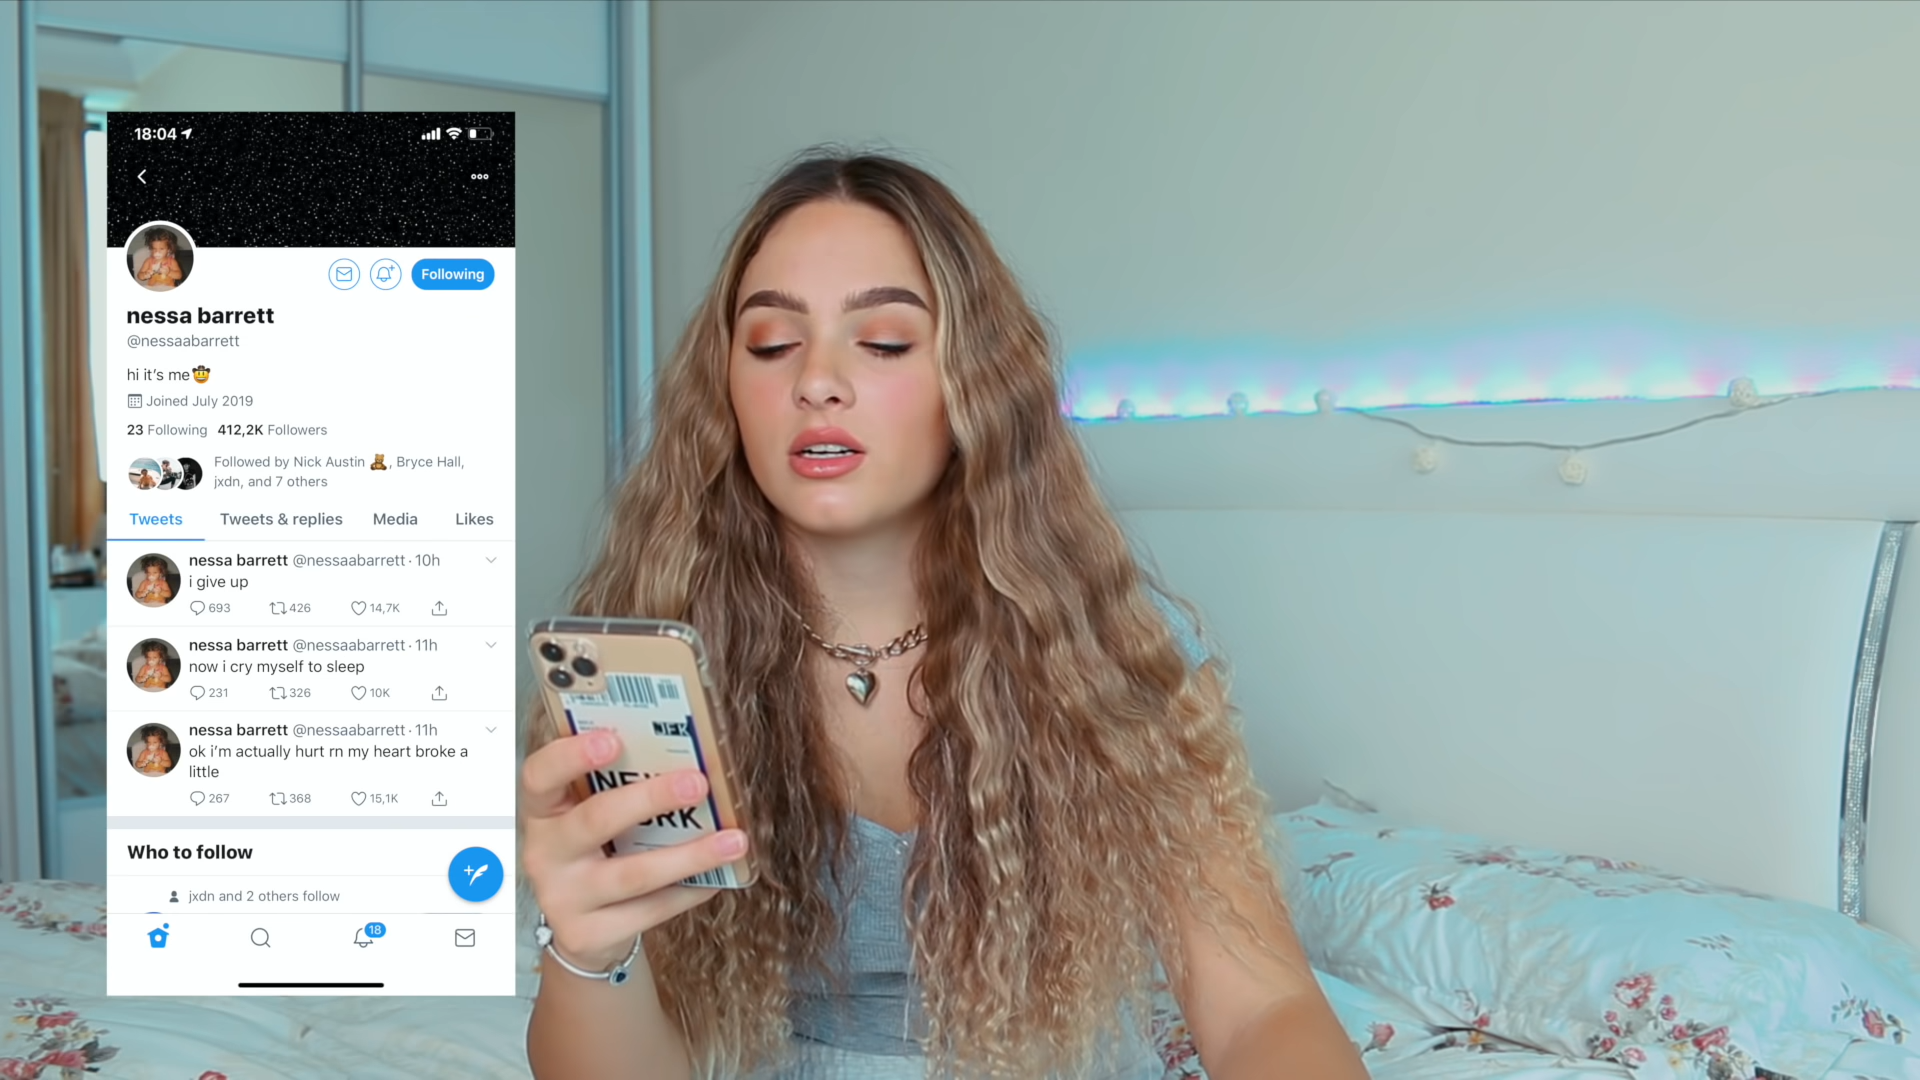 18:04
Following
nessa barrett
@nessaabarrett
hi it's me🤠
Joined July 2019
23 Following 412,2K Followers
Followed by Nick Austin 🧸, Bryce Hall,
jxdn, and 7 others
Tweets Tweets & replies Media Likes
nessa barrett @nessaabarrett · 10h
i give up
693 426 14,7K
nessa barrett @nessaabarrett · 11h
now i cry myself to sleep
231 326 10K
nessa barrett @nessaabarrett · 11h
ok i'm actually hurt rn my heart broke a
little
267 368 15,1K
Who to follow
jxdn and 2 others follow
18
JFK